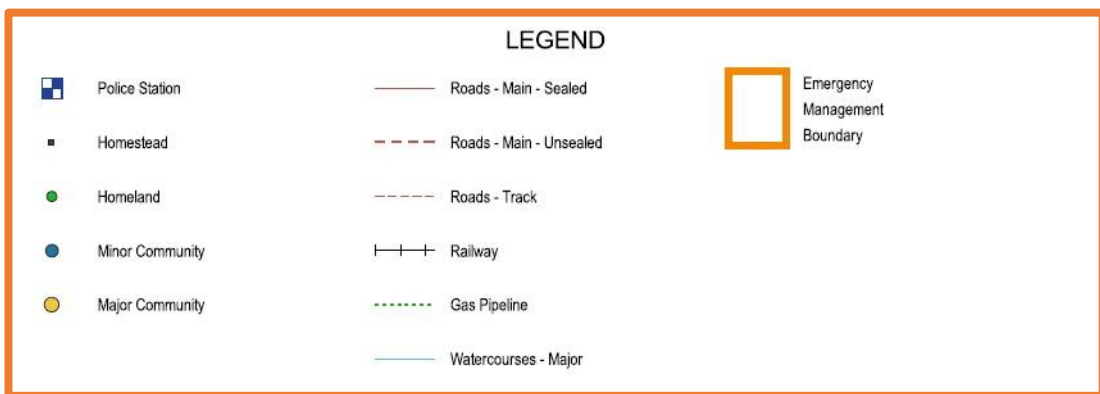 LEGEND
Police Station
Homestead
Homeland
Minor Community
Major Community
Roads - Main - Sealed
Roads - Main - Unsealed
Roads - Track
Railway
Gas Pipeline
Watercourses - Major
Emergency
Management
Boundary